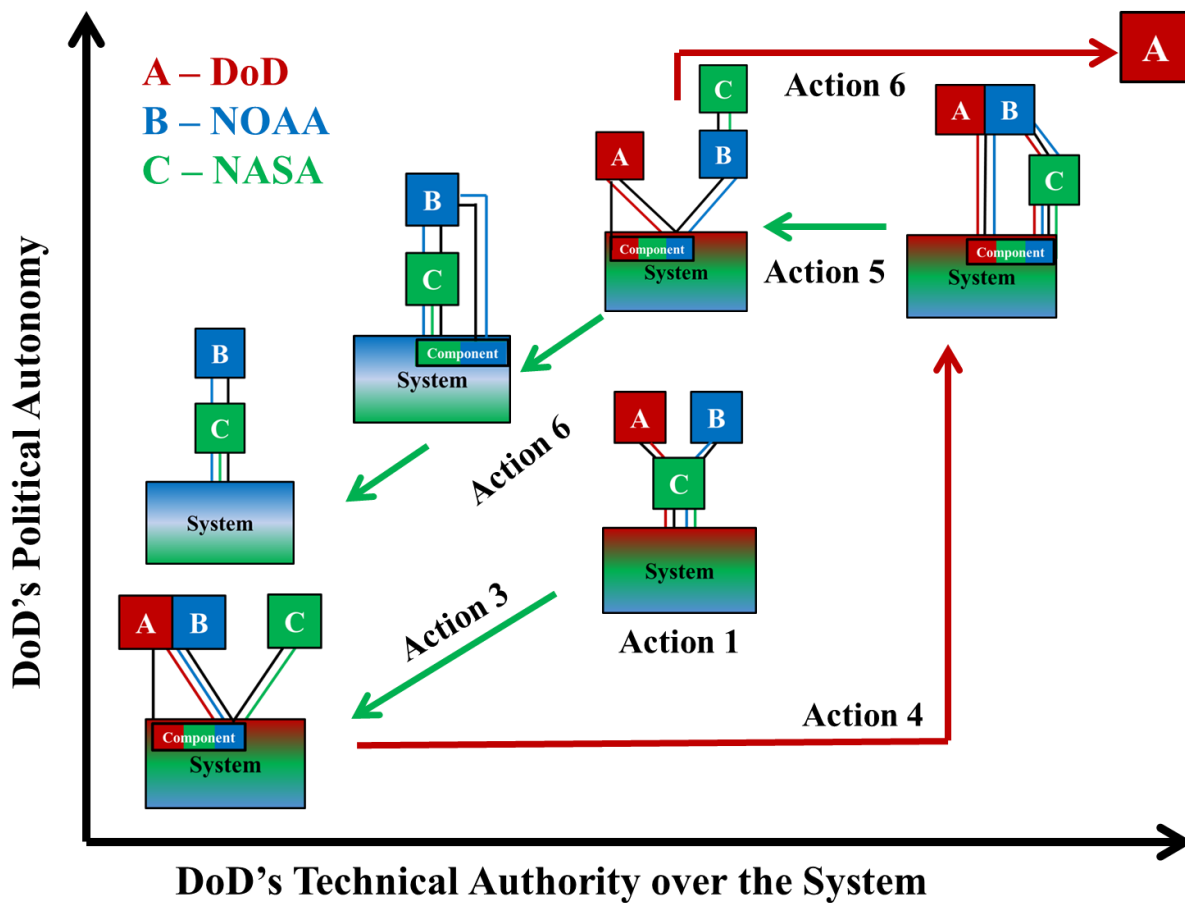 A – DoD
B – NOAA
C – NASA
DoD's Political Autonomy
DoD's Technical Authority over the System
A
Action 6
C
A
B
Component
System
A
B
C
Component
System
Action 5
B
C
Component
System
Action 6
B
C
System
A
B
C
System
Action 1
Action 3
A
B
C
Component
System
Action 4